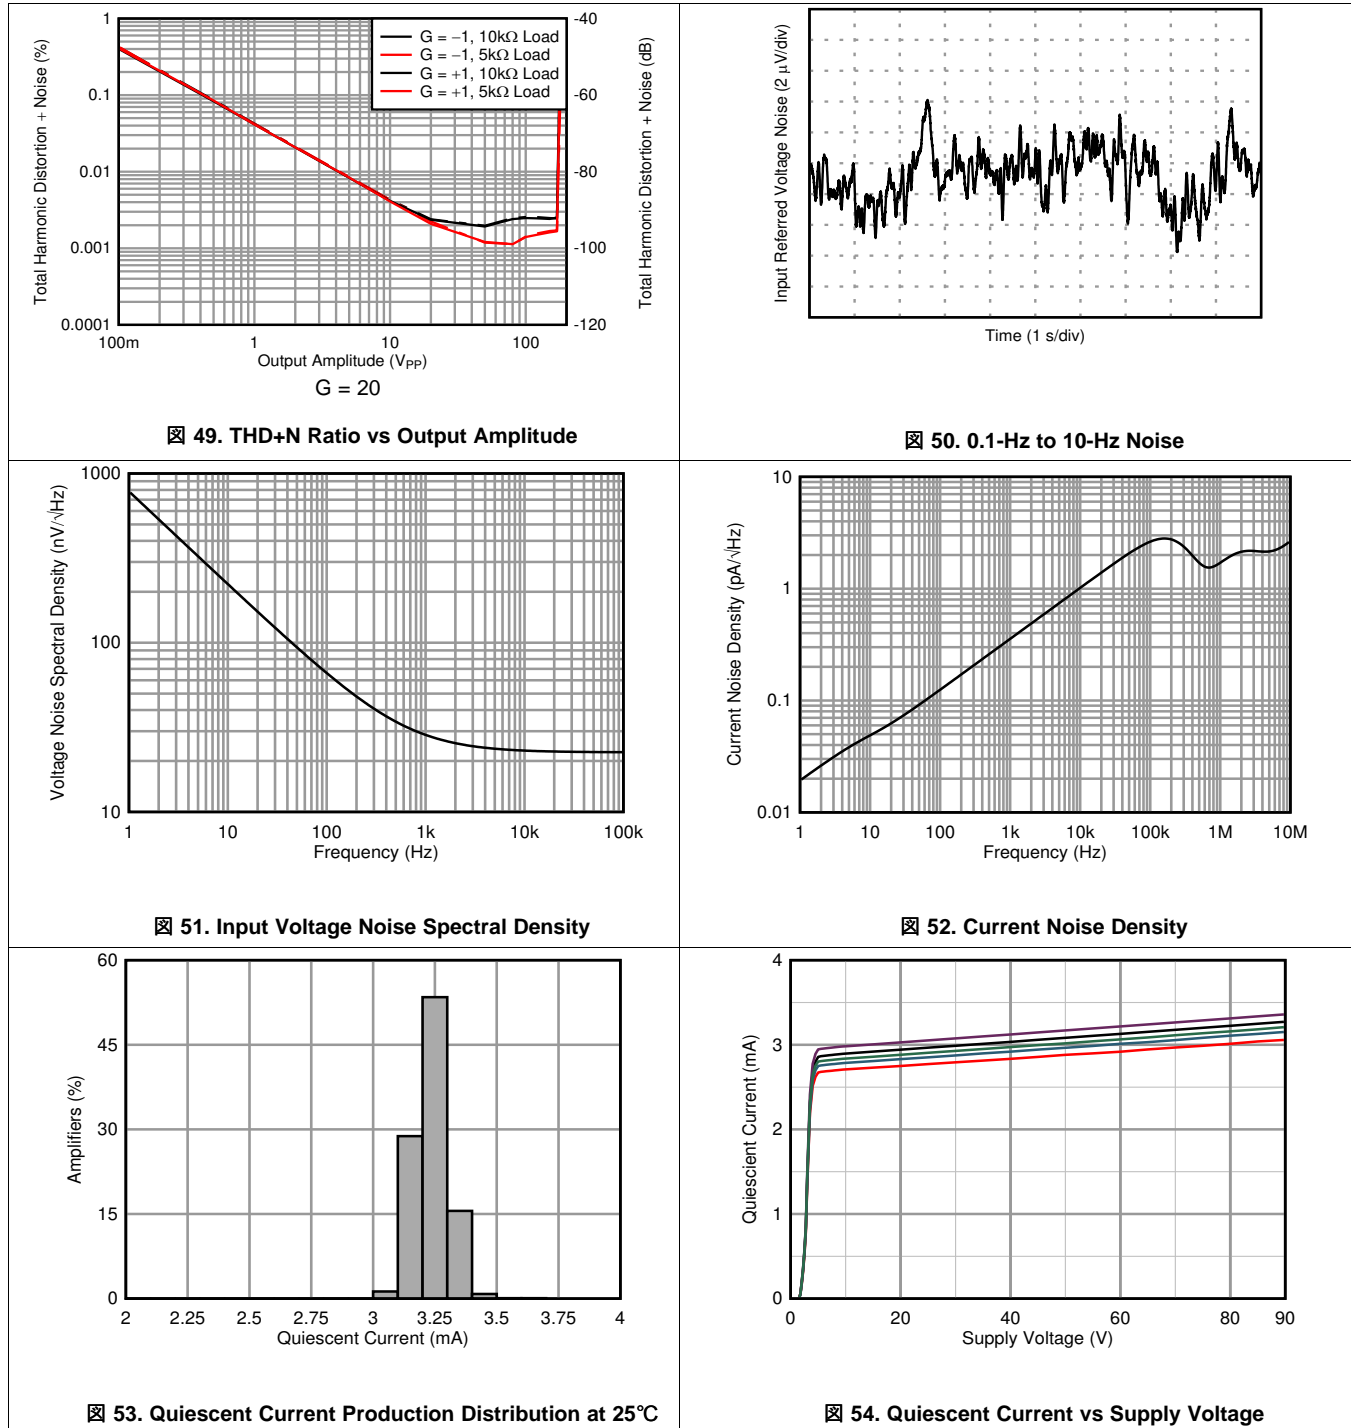 Total Harmonic Distortion + Noise (%)
1
0.1
0.01
0.001
0.0001
G = −1, 10kΩ Load
G = −1, 5kΩ Load
G = +1, 10kΩ Load
G = +1, 5kΩ Load
-40
-60
-80
-100
-120
Total Harmonic Distortion + Noise (dB)
100m 1 10 100
Output Amplitude (VPP)
G = 20
図 49. THD+N Ratio vs Output Amplitude
Input Referred Voltage Noise (2 μV/div)
Time (1 s/div)
図 50. 0.1-Hz to 10-Hz Noise
Voltage Noise Spectral Density (nV/√Hz)
1000
100
10
1 10 100 1k 10k 100k
Frequency (Hz)
図 51. Input Voltage Noise Spectral Density
Current Noise Density (pA/√Hz)
10
1
0.1
0.01
1 10 100 1k 10k 100k 1M 10M
Frequency (Hz)
図 52. Current Noise Density
Amplifiers (%)
60
45
30
15
0
2 2.25 2.5 2.75 3 3.25 3.5 3.75 4
Quiescent Current (mA)
図 53. Quiescent Current Production Distribution at 25℃
Quiescient Current (mA)
4
3
2
1
0
0 20 40 60 80 90
Supply Voltage (V)
図 54. Quiescent Current vs Supply Voltage